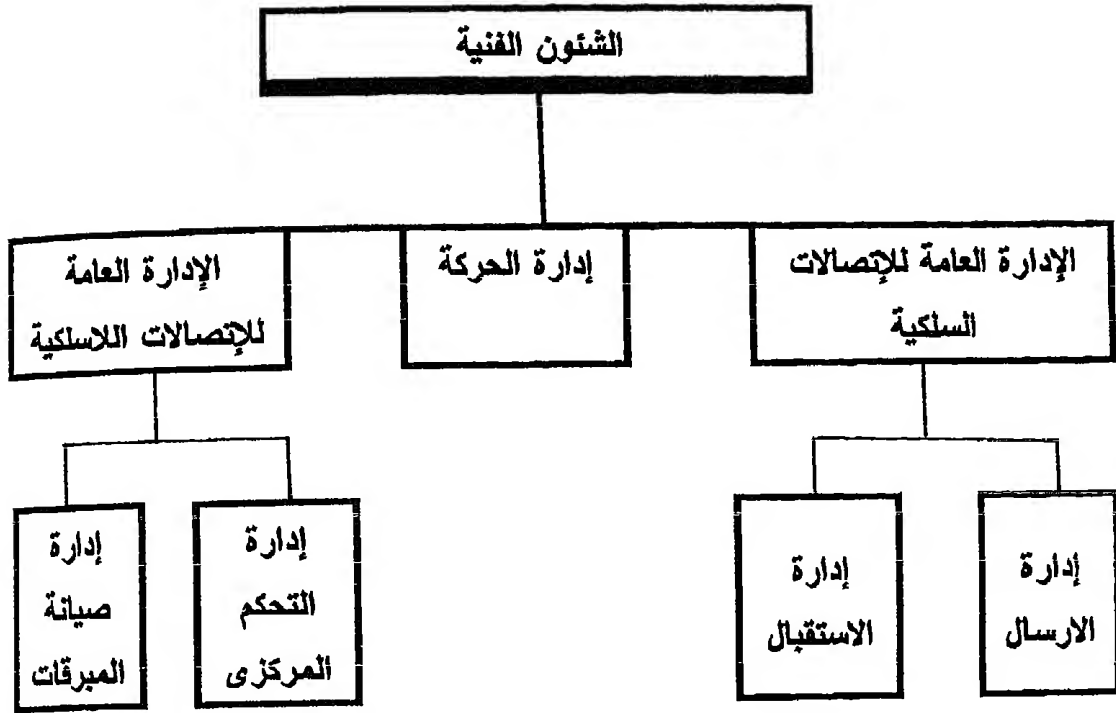 الشئون الفنية
الإدارة العامة للإتصالات
السلكية
إدارة الحركة
الإدارة العامة
للإتصالات اللاسلكية
إدارة
الارسال
إدارة
الاستقبال
إدارة
التحكم
المركزى
إدارة
صيانة
المبرقات